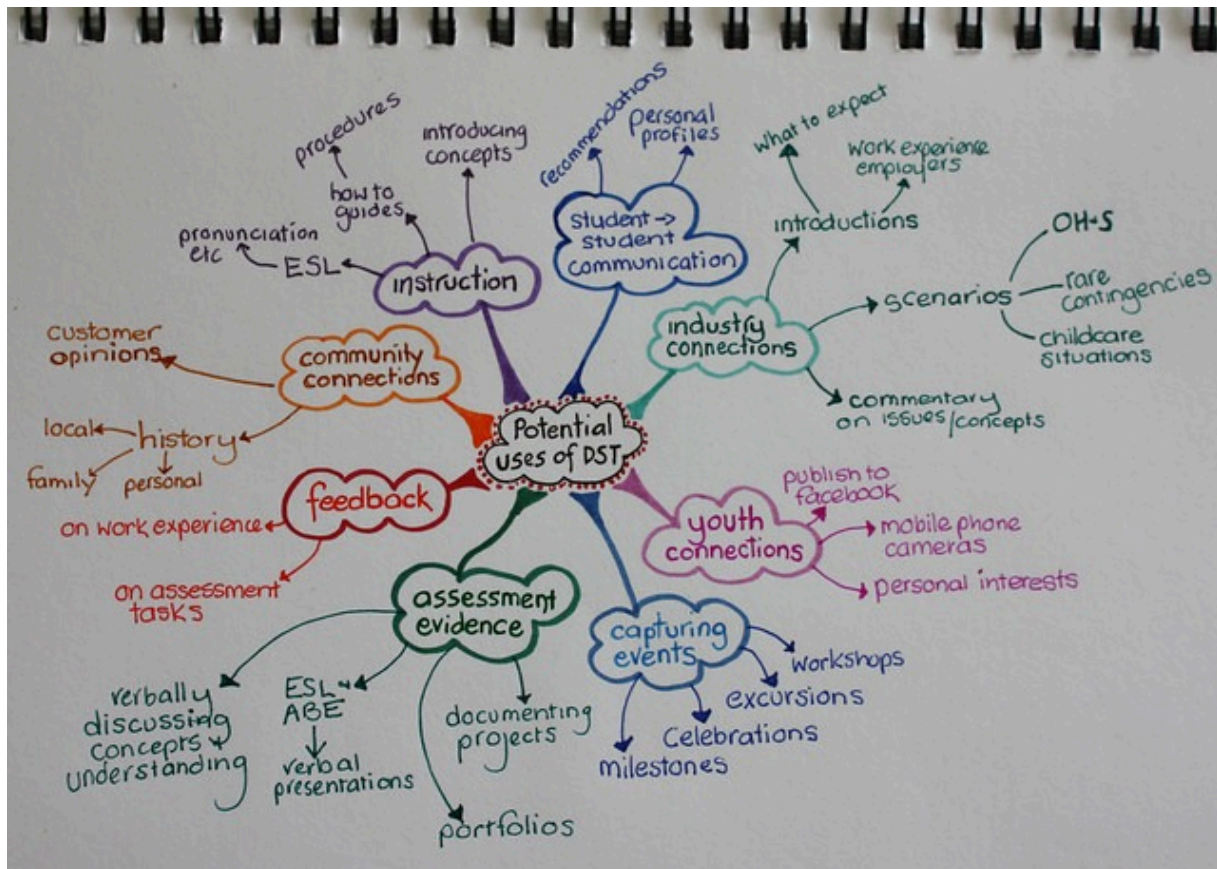 Potential
uses of DST
student →
student
communication
recommendations
personal
profiles
industry
connections
introductions
what to expect
work experience
employers
scenarios
OH+S
rare
contingencies
childcare
situations
commentary
on issues/concepts
youth
connections
publish to
facebook
mobile phone
cameras
personal interests
capturing
events
workshops
excursions
Celebrations
milestones
assessment
evidence
documenting
projects
portfolios
ESL +
ABE
verbal
presentations
verbally
discussing
concepts +
understanding
feedback
on work experience
on assessment
tasks
community
connections
customer
opinions
history
local
family
personal
instruction
ESL
pronunciation
etc
how to
guides
procedures
introducing
concepts